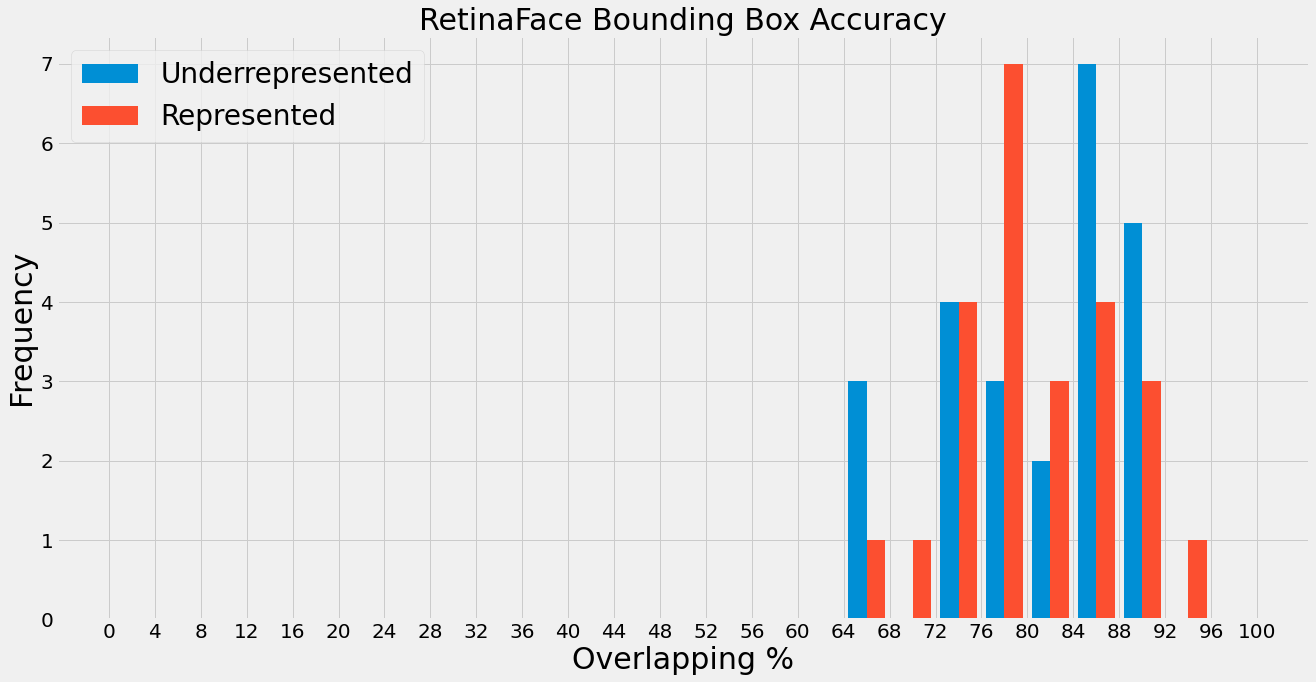 RetinaFace Bounding Box Accuracy
Underrepresented
Represented
7
6
5
4
3
2
1
0
Frequency
0 4 8 12 16 20 24 28 32 36 40 44 48 52 56 60 64 68 72 76 80 84 88 92 96 100
Overlapping %